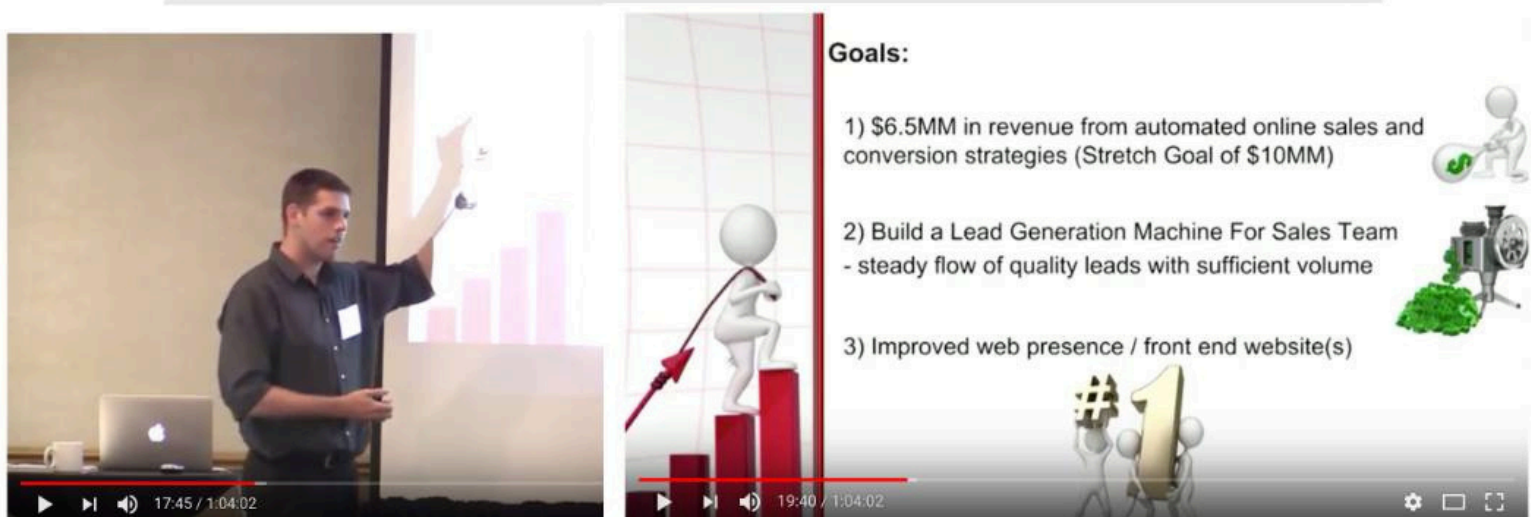 17:45 / 1:04:02
Goals:
1) $6.5MM in revenue from automated online sales and
conversion strategies (Stretch Goal of $10MM)
2) Build a Lead Generation Machine For Sales Team
- steady flow of quality leads with sufficient volume
3) Improved web presence / front end website(s)
#1
19:40 / 1:04:02